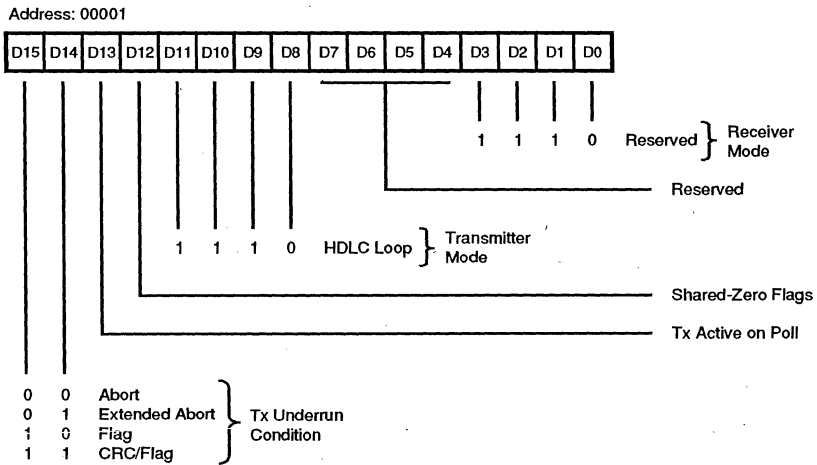 Address: 00001
D15 D14 D13 D12 D11 D10 D9 D8 D7 D6 D5 D4 D3 D2 D1 D0
1 1 1 0 Reserved } Receiver
Mode
Reserved
1 1 1 0 HDLC Loop } Transmitter
Mode
Shared-Zero Flags
Tx Active on Poll
0 0 Abort
0 1 Extended Abort
1 0 Flag
1 1 CRC/Flag
Tx Underrun
Condition